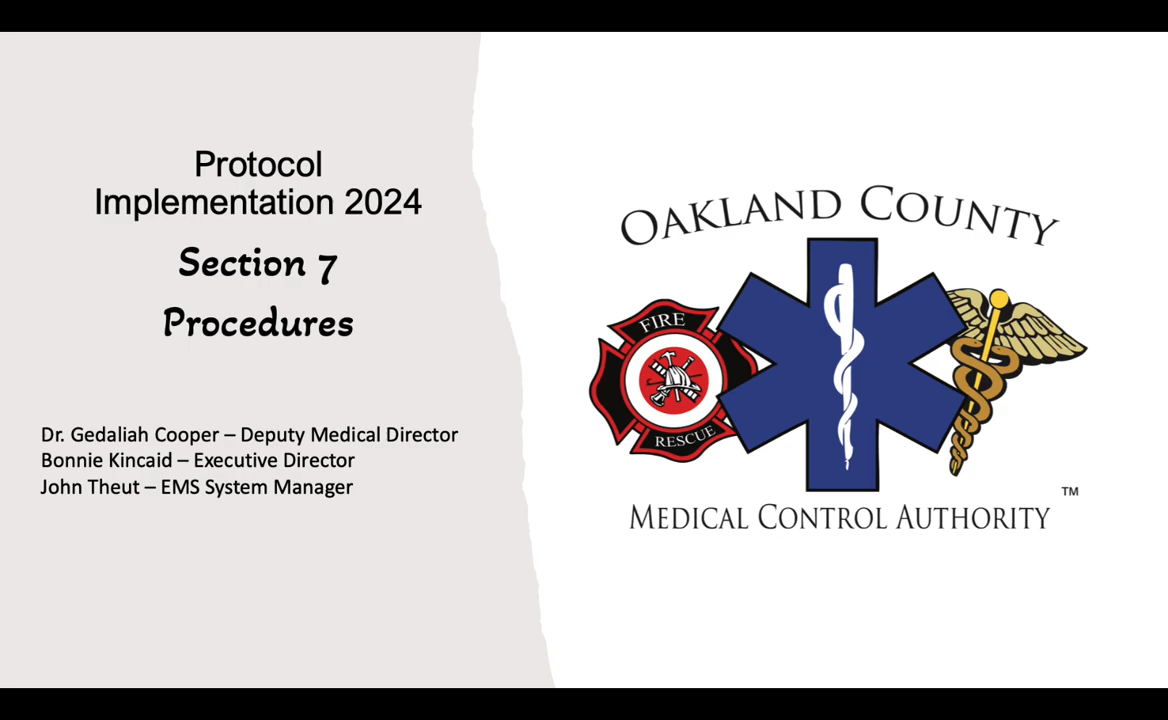 Protocol
Implementation 2024
Section 7
Procedures
Dr. Gedaliah Cooper – Deputy Medical Director
Bonnie Kincaid – Executive Director
John Theut – EMS System Manager
OAKLAND COUNTY
FIRE
RESCUE
TM
MEDICAL CONTROL AUTHORITY